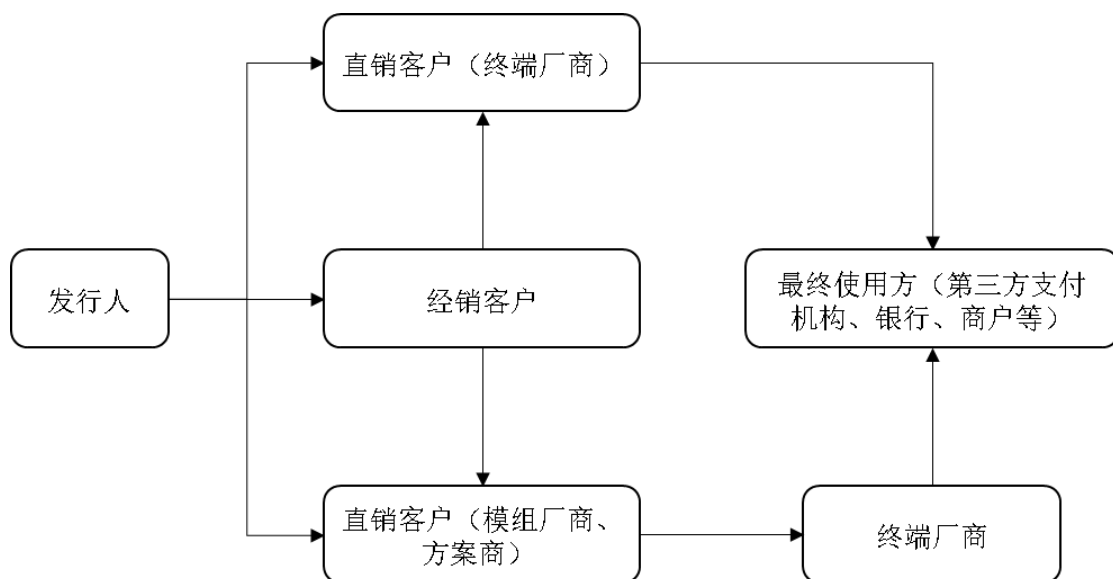 直销客户（终端厂商）
发行人
经销客户
最终使用方（第三方支付
机构、银行、商户等）
直销客户（模组厂商、
方案商）
终端厂商